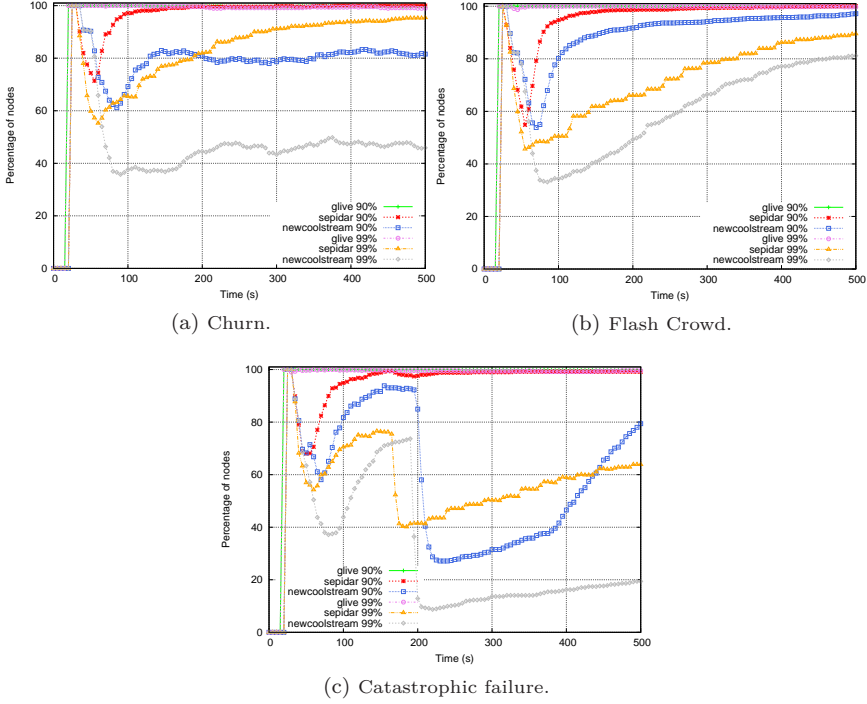 Percentage of nodes
100
80
60
40
20
0
glive 90%
sepidar 90%
newcoolstream 90%
glive 99%
sepidar 99%
newcoolstream 99%
0 100 200 300 400 500
Time (s)
(a) Churn.
Percentage of nodes
100
80
60
40
20
0
glive 90%
sepidar 90%
newcoolstream 90%
glive 99%
sepidar 99%
newcoolstream 99%
0 100 200 300 400 500
Time (s)
(b) Flash Crowd.
Percentage of nodes
100
80
60
40
20
0
glive 90%
sepidar 90%
newcoolstream 90%
glive 99%
sepidar 99%
newcoolstream 99%
0 100 200 300 400 500
Time (s)
(c) Catastrophic failure.